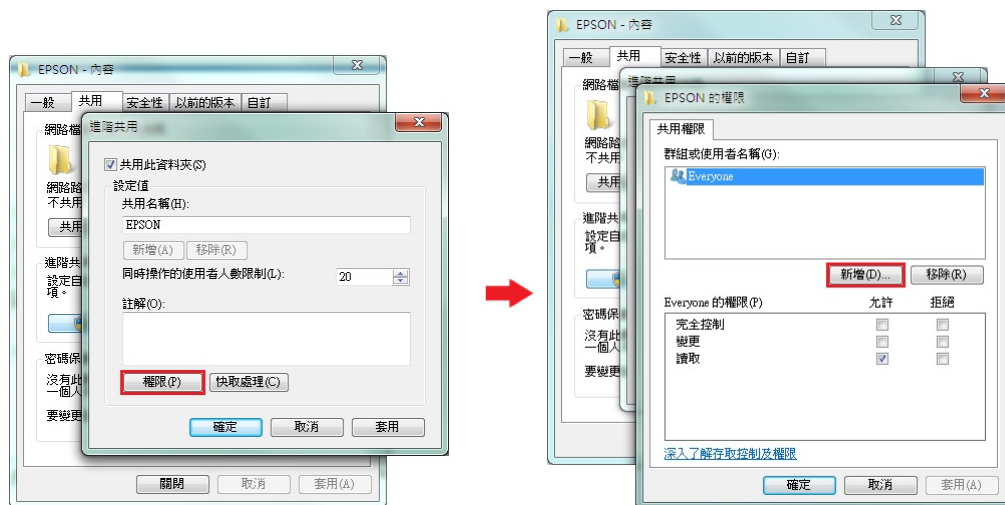 EPSON - 內容
一般 共用 安全性 以前的版本 自訂
網路檔
網路路
不共用
共用
進階共
設定自
項。
密碼保
沒有此
一個人
要變更
關閉 取消 套用(A)
進階共用
共用此資料夾(S)
設定值
共用名稱(H):
EPSON
新增(A) 移除(R)
同時操作的使用者人數限制(L): 20
註解(O):
權限(P) 快取處理(C)
確定 取消 套用
EPSON - 內容
一般 共用 安全性 以前的版本 自訂
網路檔
網路路
不共用
共用
進階共
設定自
項。
密碼保
沒有此
一個人
要變更
進階共用
EPSON 的權限
共用權限
群組或使用者名稱(G):
Everyone
新增(D)... 移除(R)
Everyone 的權限(P) 允許 拒絕
完全控制
變更
讀取
深入了解存取控制及權限
確定 取消 套用(A)